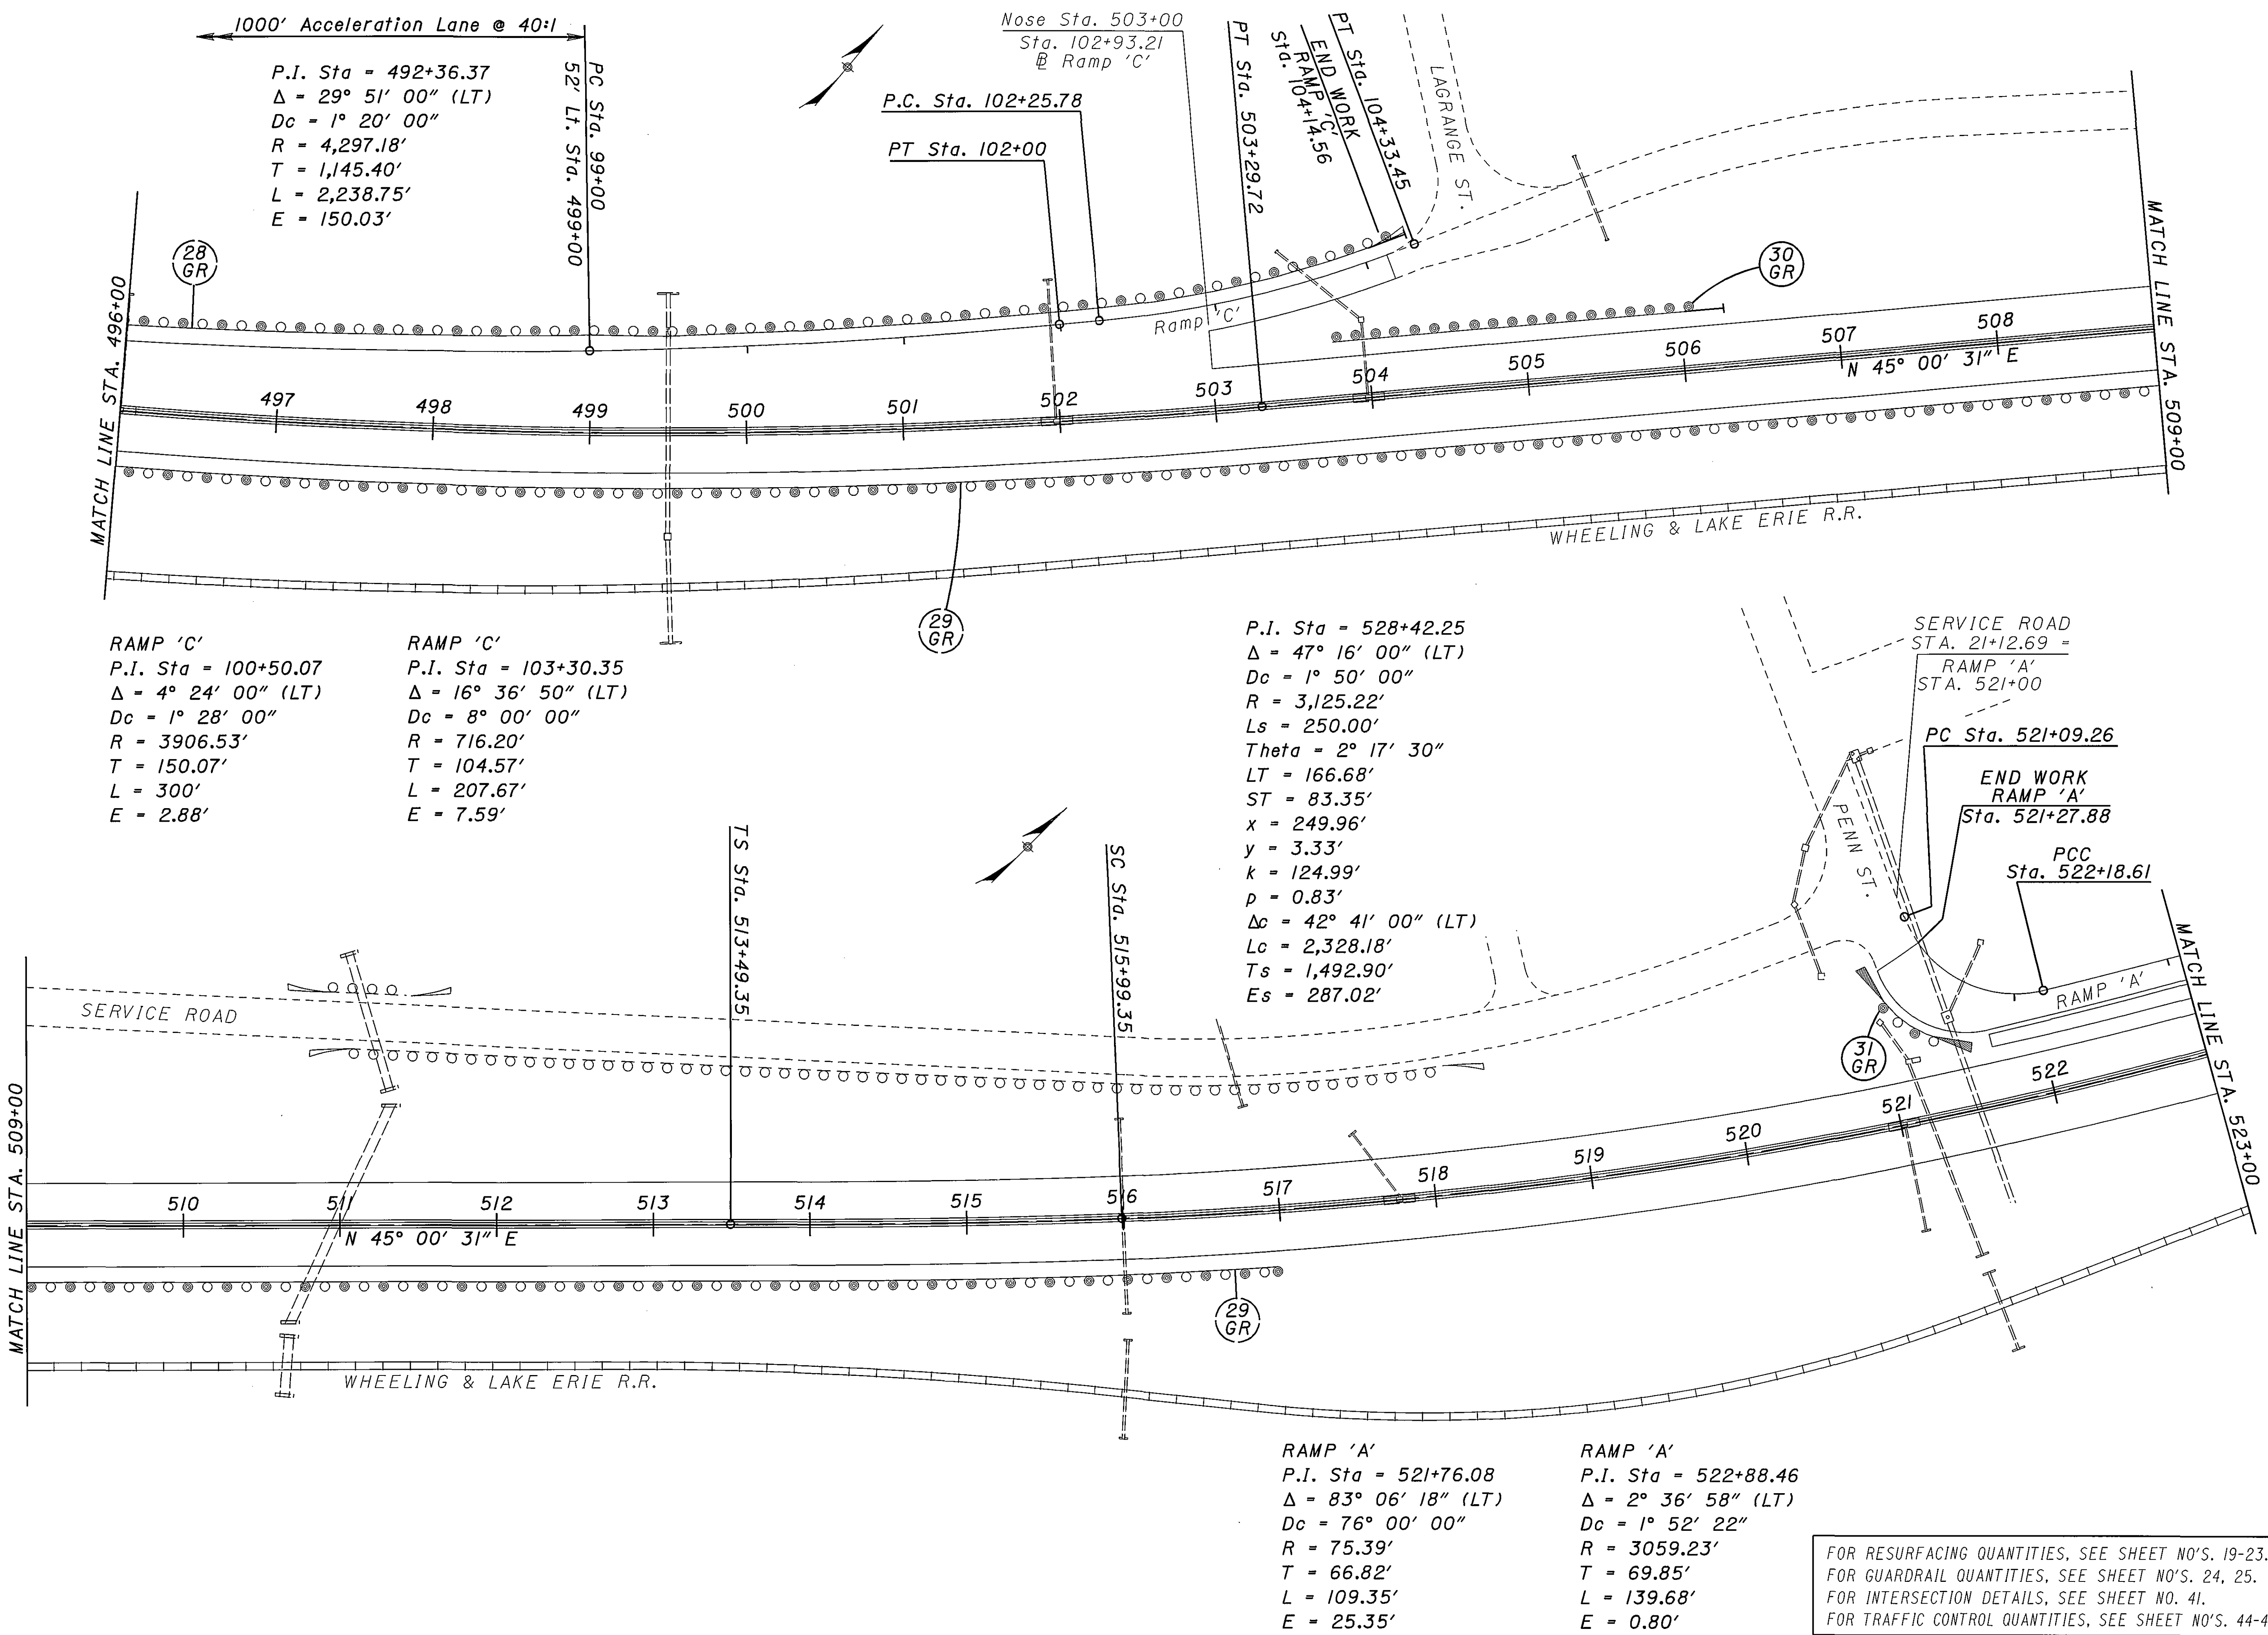 1000' Acceleration Lane @ 40:1
P.I. Sta = 492+36.37
Δ = 29° 51' 00" (LT)
Dc = 1° 20' 00"
R = 4,297.18'
T = 1,145.40'
L = 2,238.75'
E = 150.03'
PC Sta. 99+00
52' Lt. Sta. 499+00
Nose Sta. 503+00
Sta. 102+93.21
℄ Ramp 'C'
P.C. Sta. 102+25.78
PT Sta. 102+00
PT Sta. 503+29.72
END WORK
RAMP 'C'
Sta. 104+14.56
PT Sta. 104+33.45
LAGRANGE ST.
28
GR
30
GR
Ramp 'C'
MATCH LINE STA. 496+00
497
498
499
500
501
502
503
504
505
506
507
508
N 45° 00' 31" E
MATCH LINE STA. 509+00
WHEELING & LAKE ERIE R.R.
29
GR
RAMP 'C'
P.I. Sta = 100+50.07
Δ = 4° 24' 00" (LT)
Dc = 1° 28' 00"
R = 3906.53'
T = 150.07'
L = 300'
E = 2.88'
RAMP 'C'
P.I. Sta = 103+30.35
Δ = 16° 36' 50" (LT)
Dc = 8° 00' 00"
R = 716.20'
T = 104.57'
L = 207.67'
E = 7.59'
P.I. Sta = 528+42.25
Δ = 47° 16' 00" (LT)
Dc = 1° 50' 00"
R = 3,125.22'
Ls = 250.00'
Theta = 2° 17' 30"
LT = 166.68'
ST = 83.35'
x = 249.96'
y = 3.33'
k = 124.99'
p = 0.83'
Δc = 42° 41' 00" (LT)
Lc = 2,328.18'
Ts = 1,492.90'
Es = 287.02'
SERVICE ROAD
STA. 21+12.69 =
RAMP 'A'
STA. 521+00
PC Sta. 521+09.26
END WORK
RAMP 'A'
Sta. 521+27.88
PCC
Sta. 522+18.61
PENN ST.
TS Sta. 513+49.35
SC Sta. 515+99.35
SERVICE ROAD
RAMP 'A'
31
GR
MATCH LINE STA. 509+00
510
511
512
513
514
515
516
517
518
519
520
521
522
N 45° 00' 31" E
MATCH LINE STA. 523+00
29
GR
WHEELING & LAKE ERIE R.R.
RAMP 'A'
P.I. Sta = 521+76.08
Δ = 83° 06' 18" (LT)
Dc = 76° 00' 00"
R = 75.39'
T = 66.82'
L = 109.35'
E = 25.35'
RAMP 'A'
P.I. Sta = 522+88.46
Δ = 2° 36' 58" (LT)
Dc = 1° 52' 22"
R = 3059.23'
T = 69.85'
L = 139.68'
E = 0.80'
FOR RESURFACING QUANTITIES, SEE SHEET NO'S. 19-23.
FOR GUARDRAIL QUANTITIES, SEE SHEET NO'S. 24, 25.
FOR INTERSECTION DETAILS, SEE SHEET NO. 41.
FOR TRAFFIC CONTROL QUANTITIES, SEE SHEET NO'S. 44-4